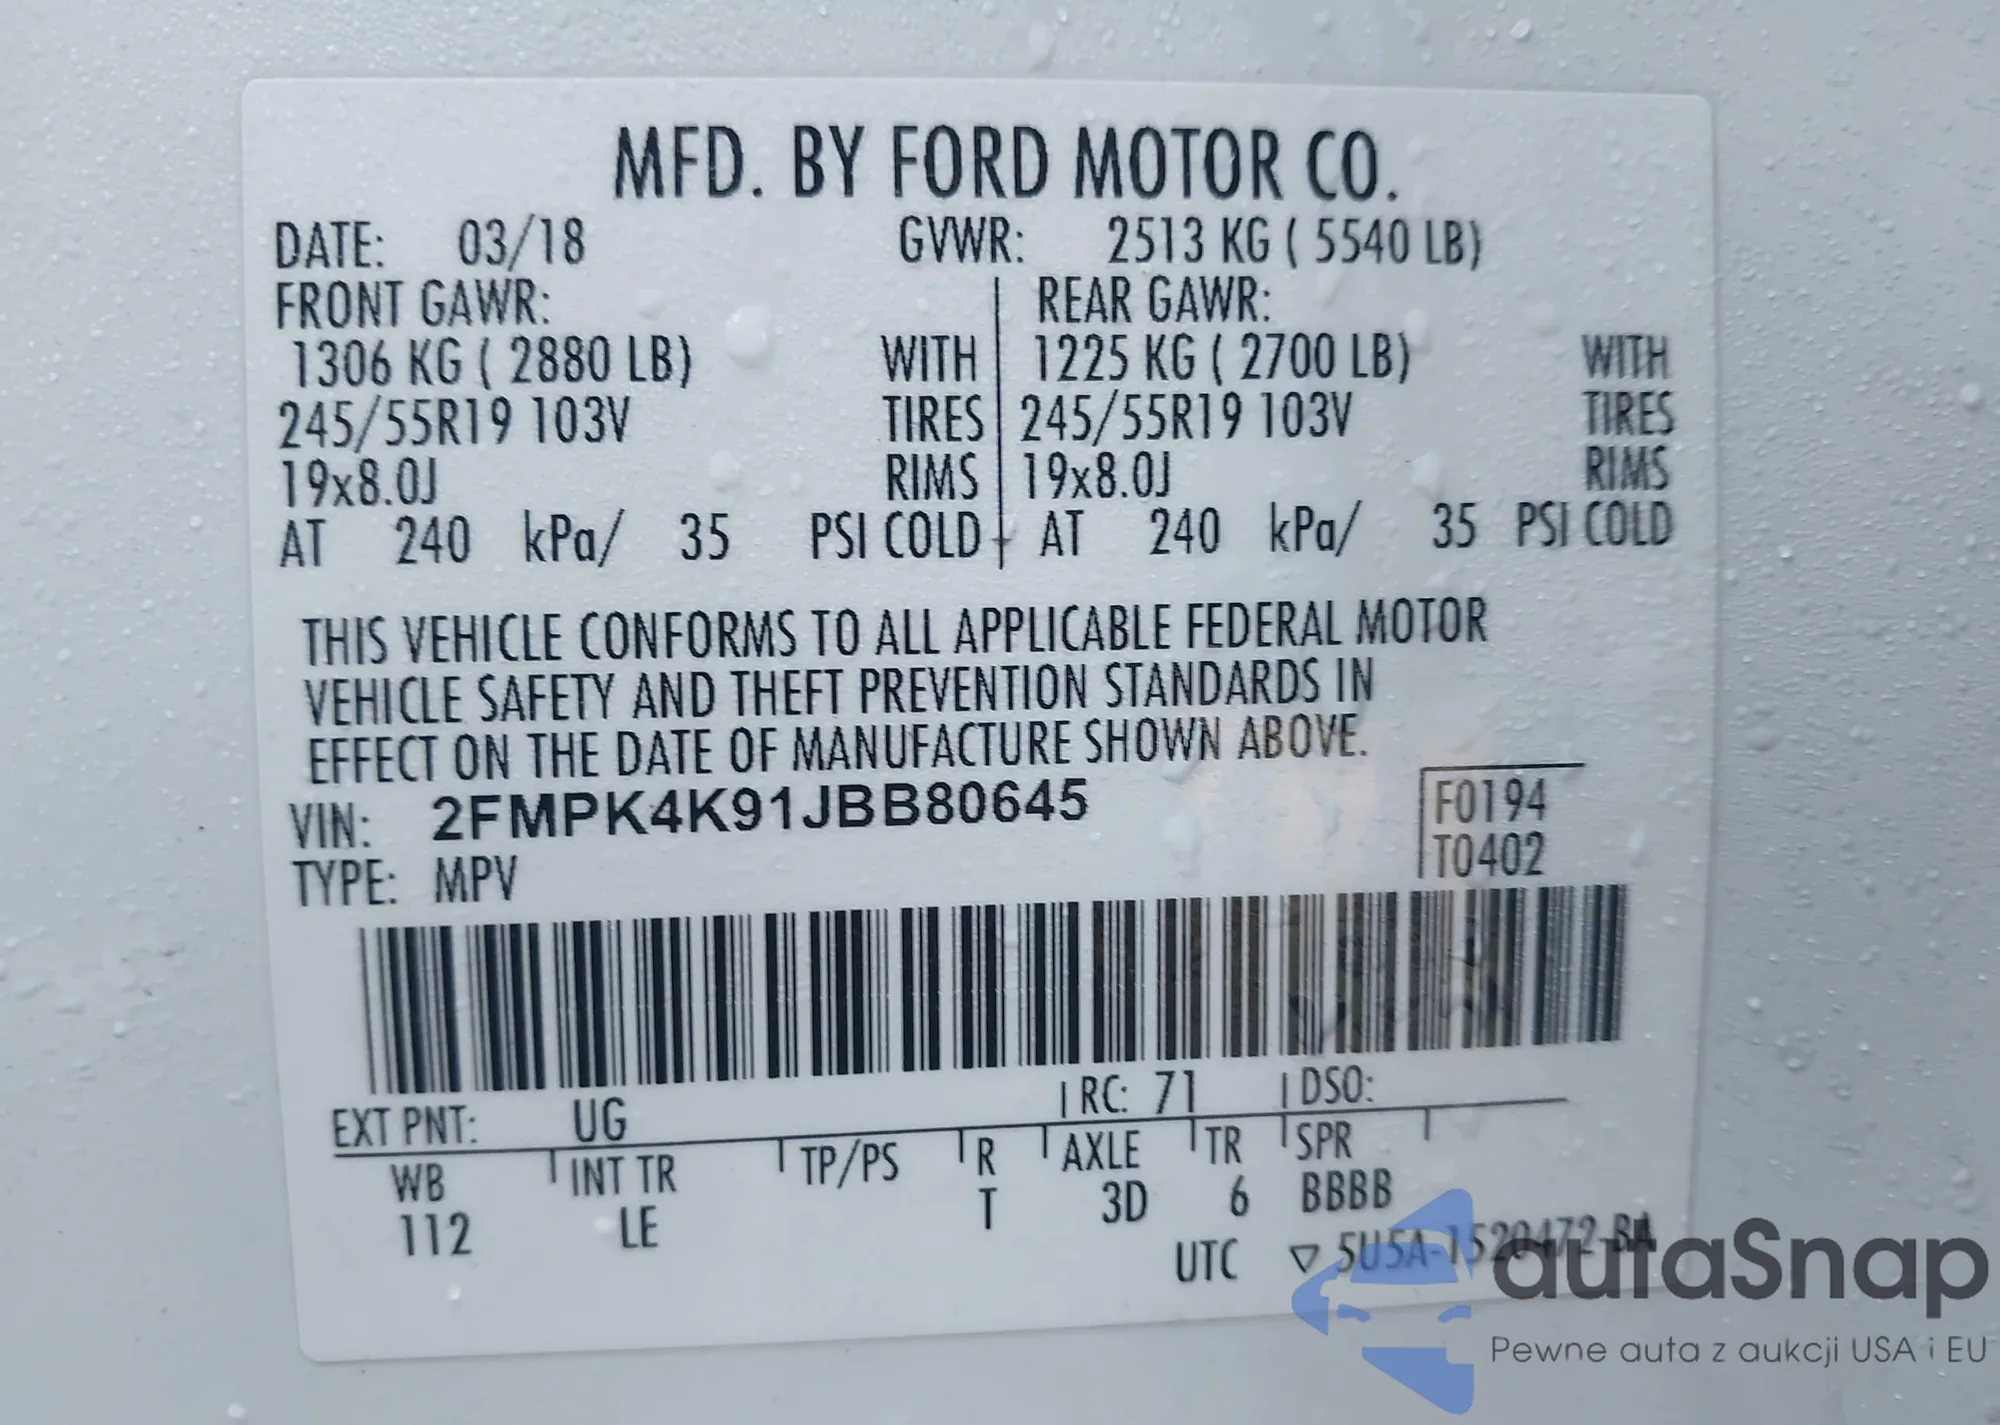 MFD. BY FORD MOTOR CO.
DATE: 03/18 GVWR: 2513 KG ( 5540 LB)
FRONT GAWR: REAR GAWR:
1306 KG ( 2880 LB) WITH 1225 KG ( 2700 LB) WITH
245/55R19 103V TIRES 245/55R19 103V TIRES
19x8.0J RIMS 19x8.0J RIMS
AT 240 kPa/ 35 PSI COLD AT 240 kPa/ 35 PSI COLD
THIS VEHICLE CONFORMS TO ALL APPLICABLE FEDERAL MOTOR
VEHICLE SAFETY AND THEFT PREVENTION STANDARDS IN
EFFECT ON THE DATE OF MANUFACTURE SHOWN ABOVE.
VIN: 2FMPK4K91JBB80645 F0194
TYPE: MPV T0402
EXT PNT: UG RC: 71 DSO:
WB INT TR TP/PS R AXLE TR SPR
112 LE T 3D 6 BBBB
UTC ▽ 5U5A-1520472-BA
autaSnap
Pewne auta z aukcji USA i EU